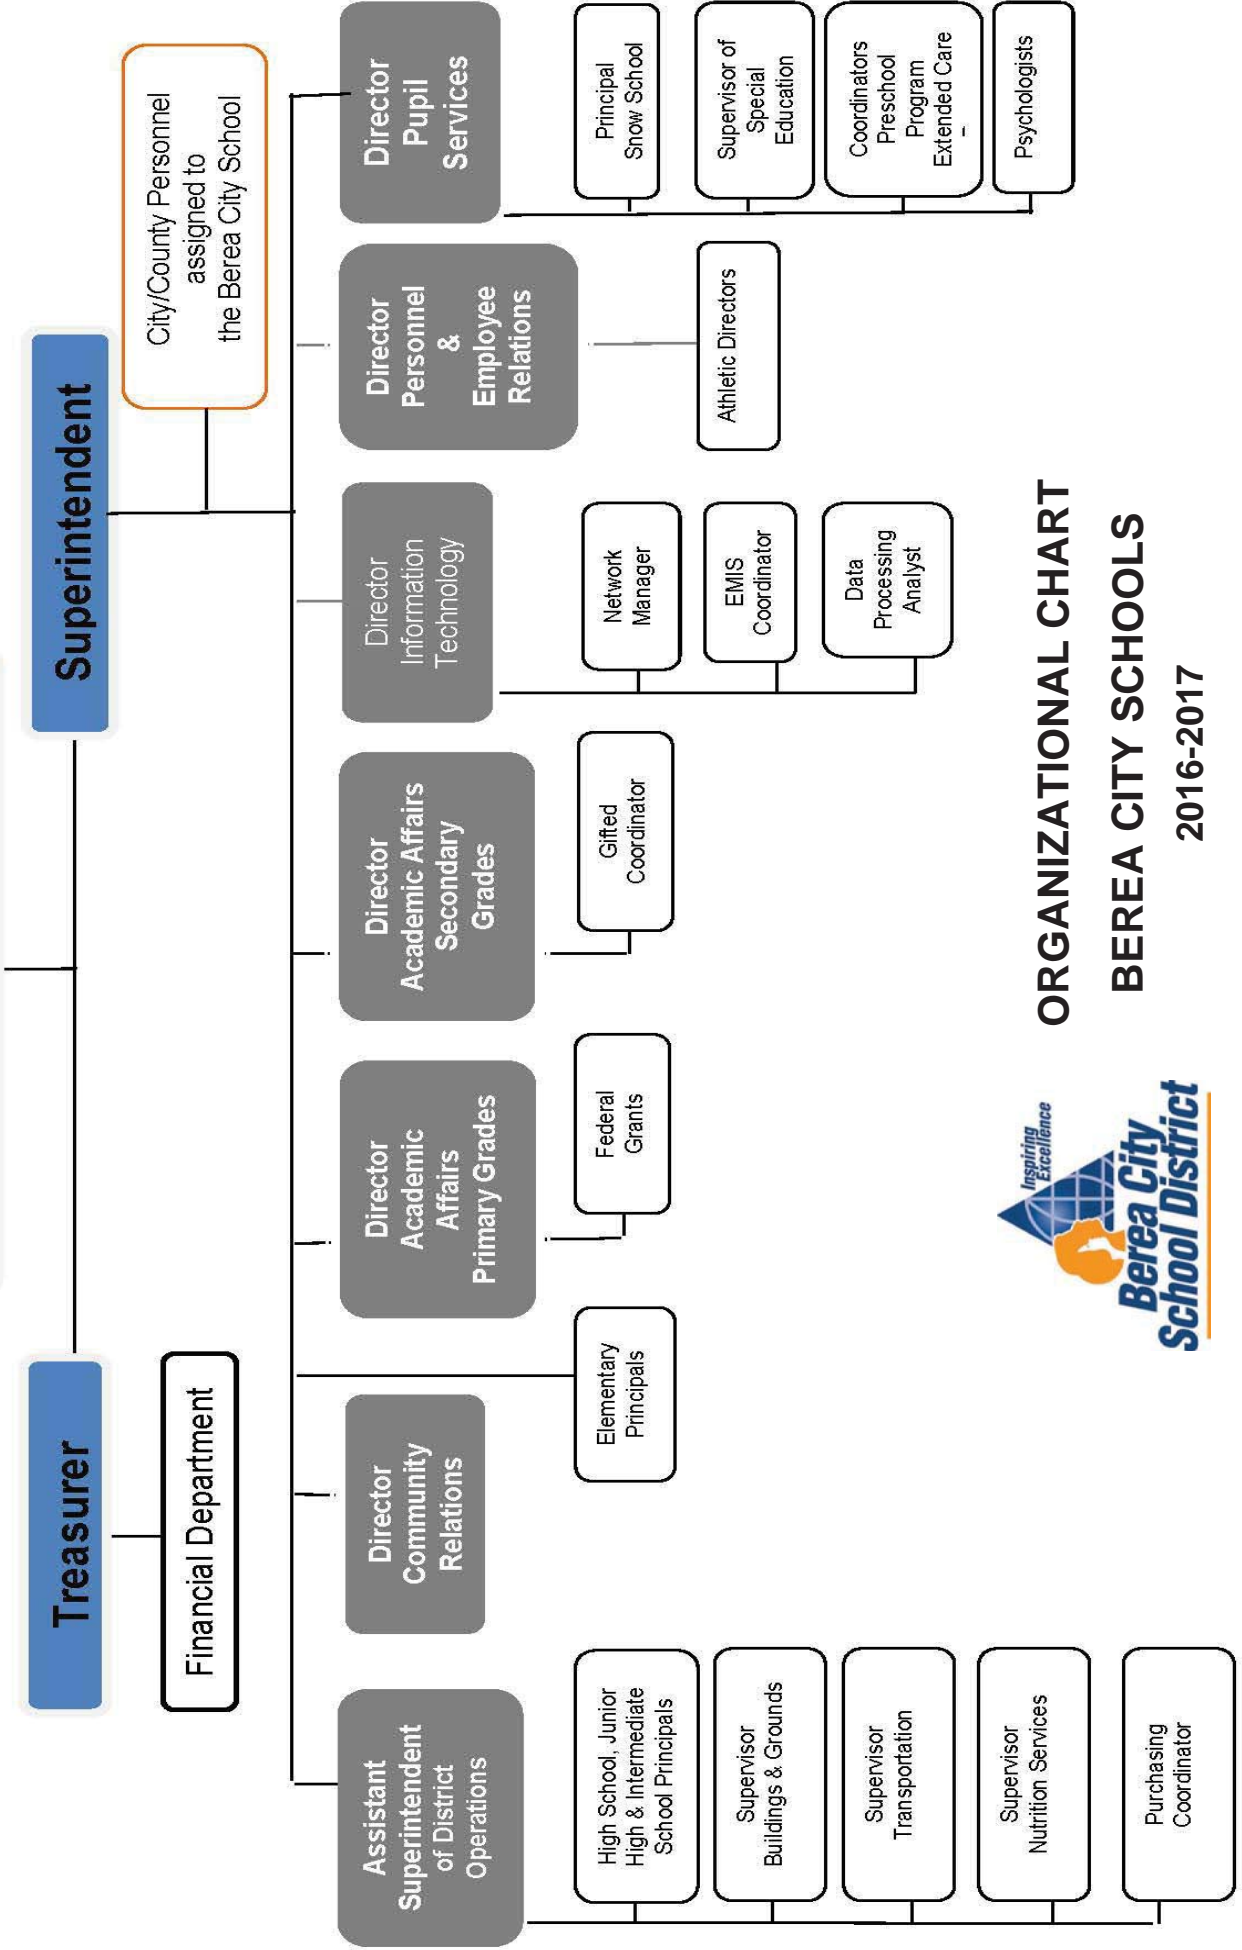 Treasurer
Superintendent
Financial Department
City/County Personnel
assigned to
the Berea City School
Assistant
Superintendent
of District
Operations
Director
Community
Relations
Director
Academic
Affairs
Primary Grades
Director
Academic Affairs
Secondary
Grades
Director
Information
Technology
Director
Personnel
&
Employee
Relations
Director
Pupil
Services
High School, Junior
High & Intermediate
School Principals
Supervisor
Buildings & Grounds
Supervisor
Transportation
Supervisor
Nutrition Services
Purchasing
Coordinator
Elementary
Principals
Federal
Grants
Gifted
Coordinator
Network
Manager
EMIS
Coordinator
Data
Processing
Analyst
Athletic Directors
Principal
Snow School
Supervisor of
Special
Education
Coordinators
Preschool
Program
Extended Care
Psychologists
Inspiring
Excellence
Berea City
School District
ORGANIZATIONAL CHART
BEREA CITY SCHOOLS
2016-2017